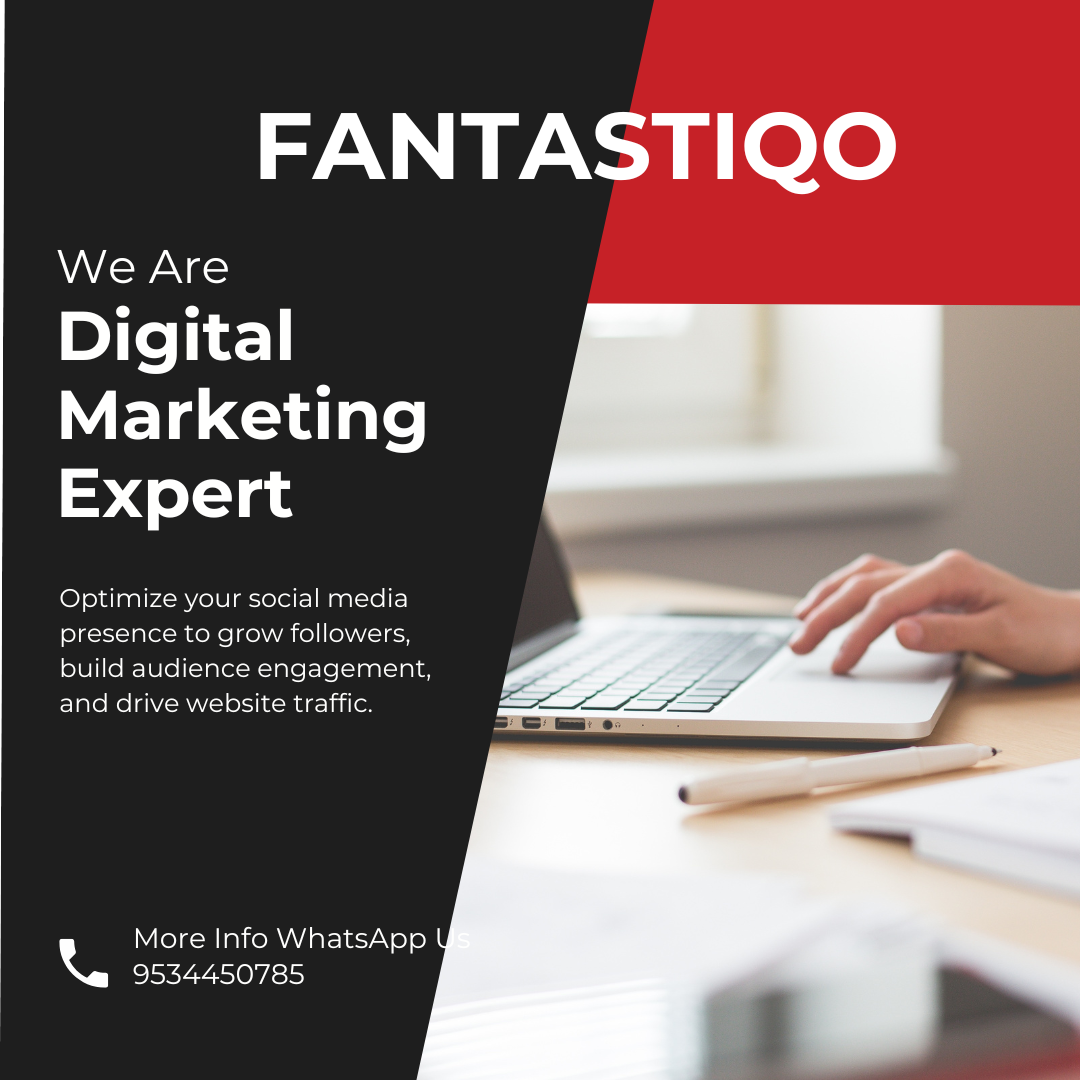 FANTASTIQO
We Are
Digital
Marketing
Expert
Optimize your social media
presence to grow followers,
build audience engagement,
and drive website traffic.
More Info WhatsApp Us
9534450785